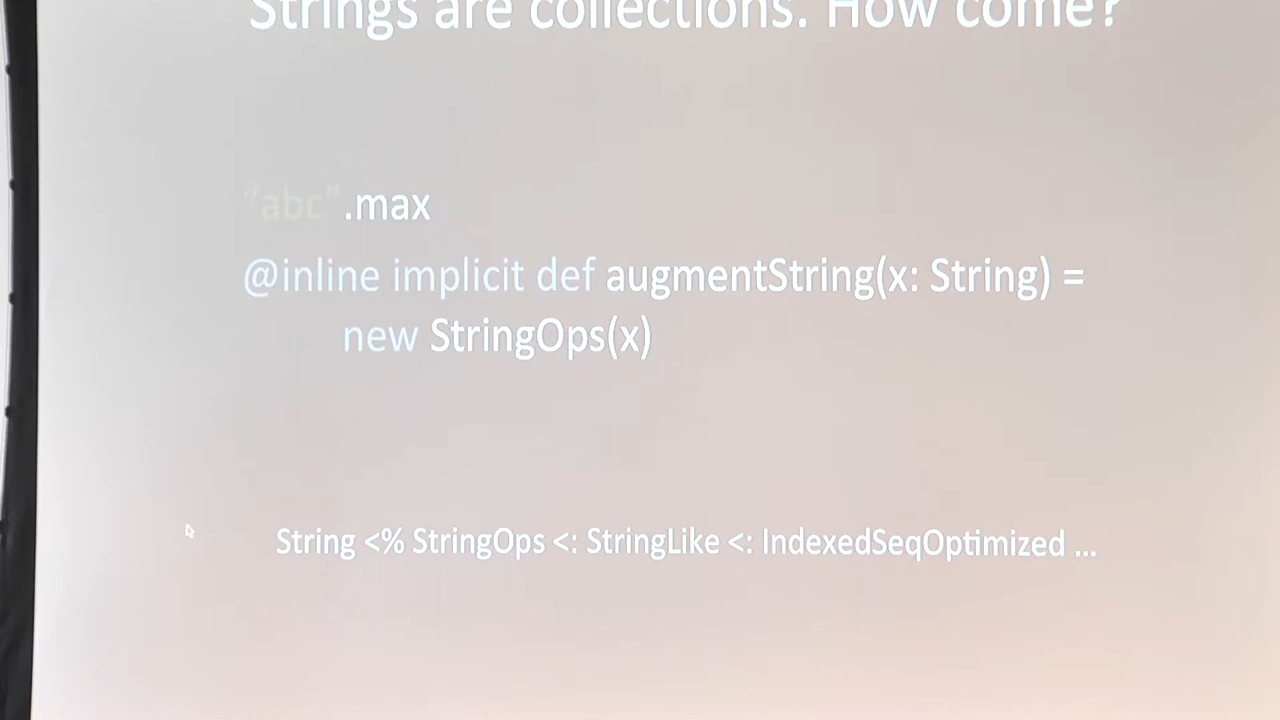 Strings are collections. How come?
“abc”.max
@inline implicit def augmentString(x: String) =
new StringOps(x)
String <% StringOps <: StringLike <: IndexedSeqOptimized ...